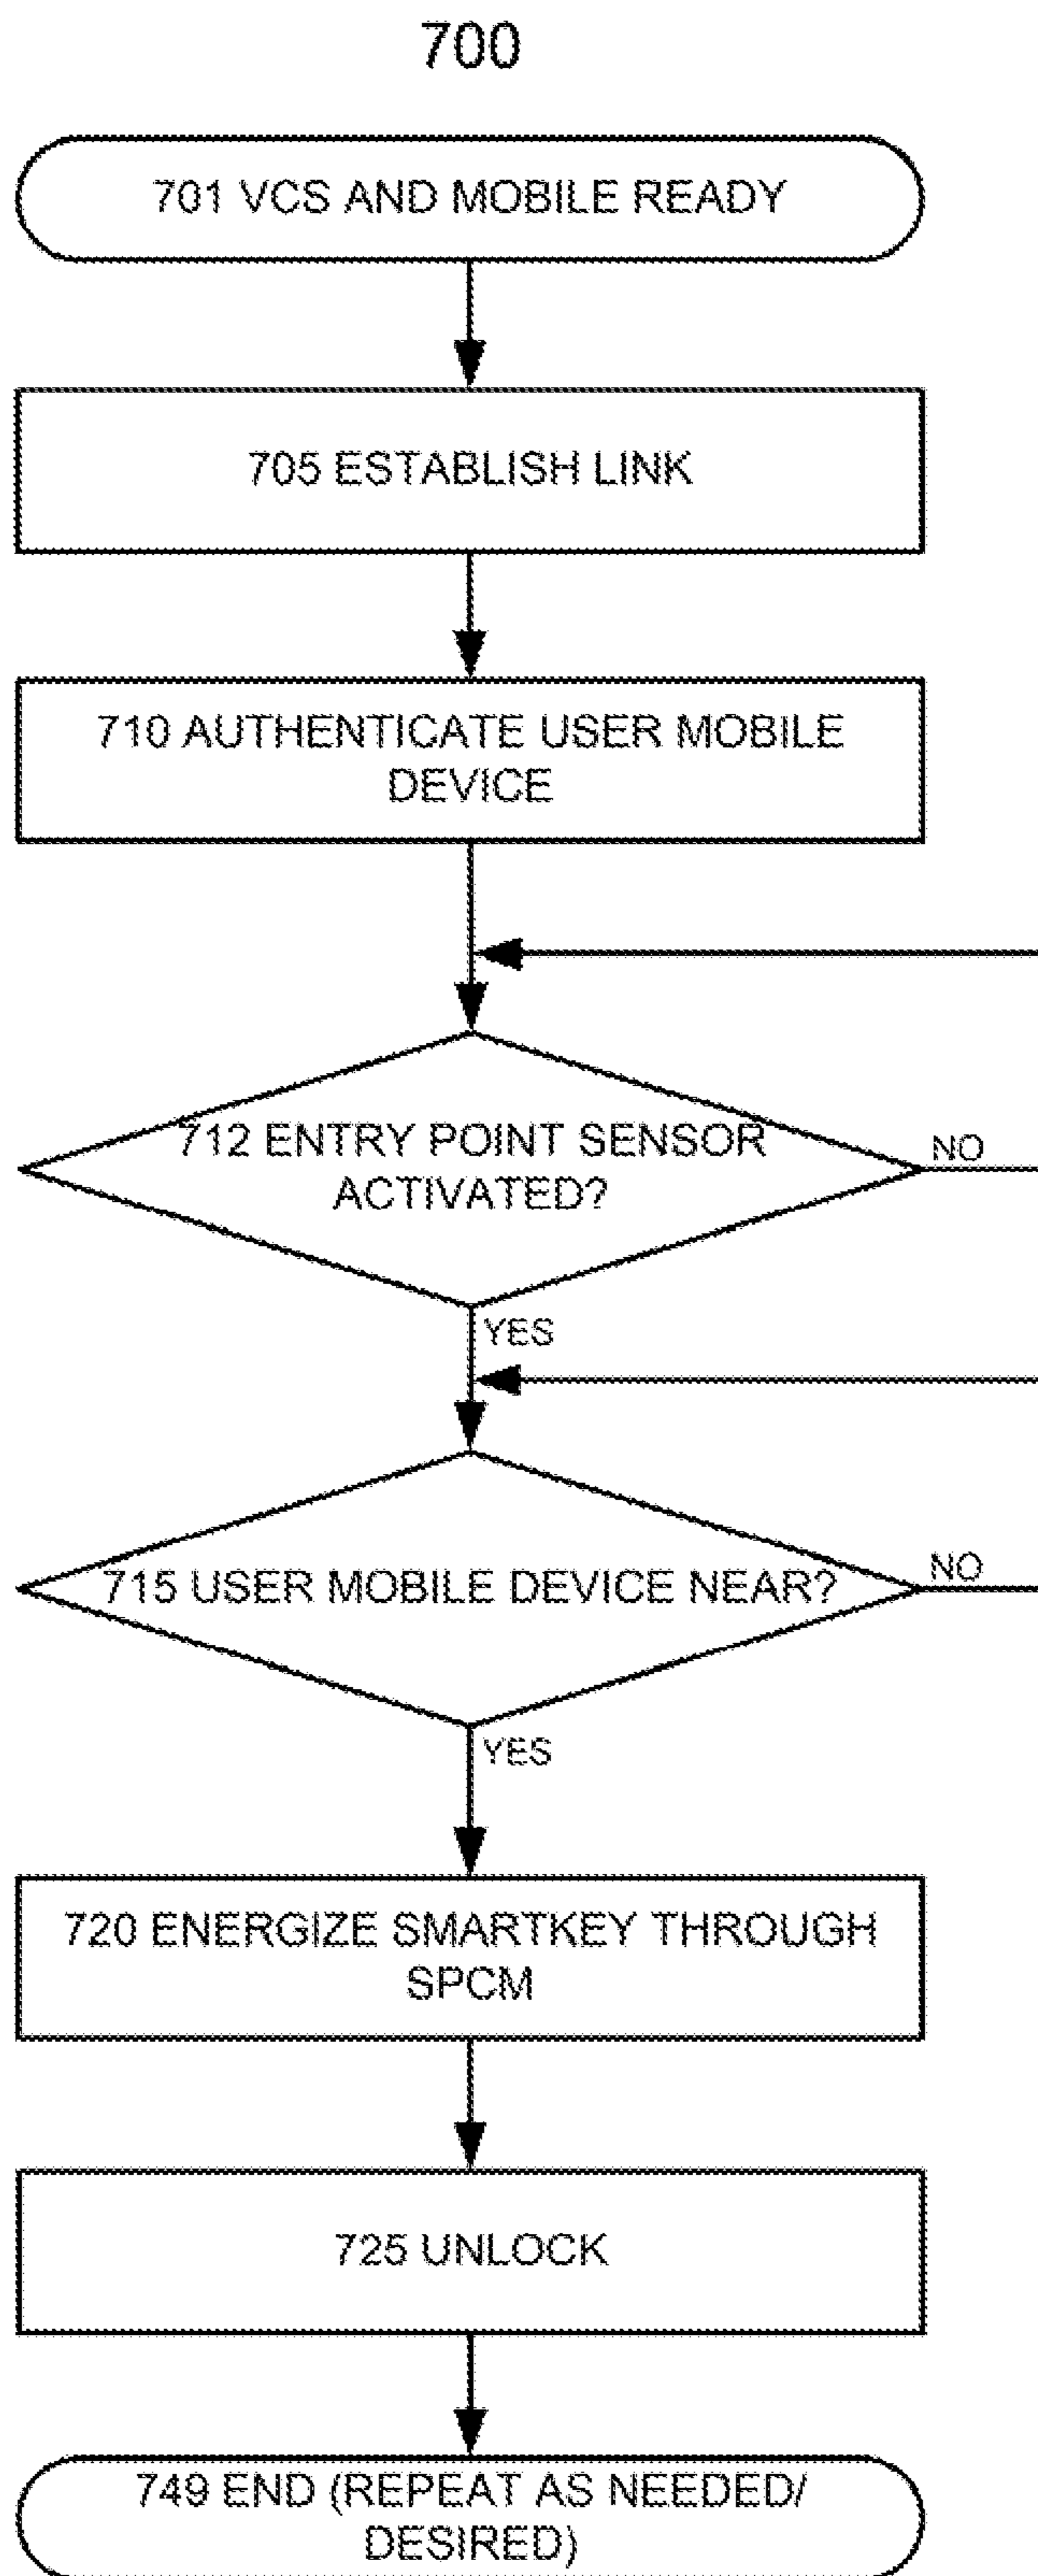 700
701 VCS AND MOBILE READY
705 ESTABLISH LINK
710 AUTHENTICATE USER MOBILE
DEVICE
712 ENTRY POINT SENSOR
ACTIVATED?
NO
YES
715 USER MOBILE DEVICE NEAR?
NO
YES
720 ENERGIZE SMARTKEY THROUGH
SPCM
725 UNLOCK
749 END (REPEAT AS NEEDED/
DESIRED)